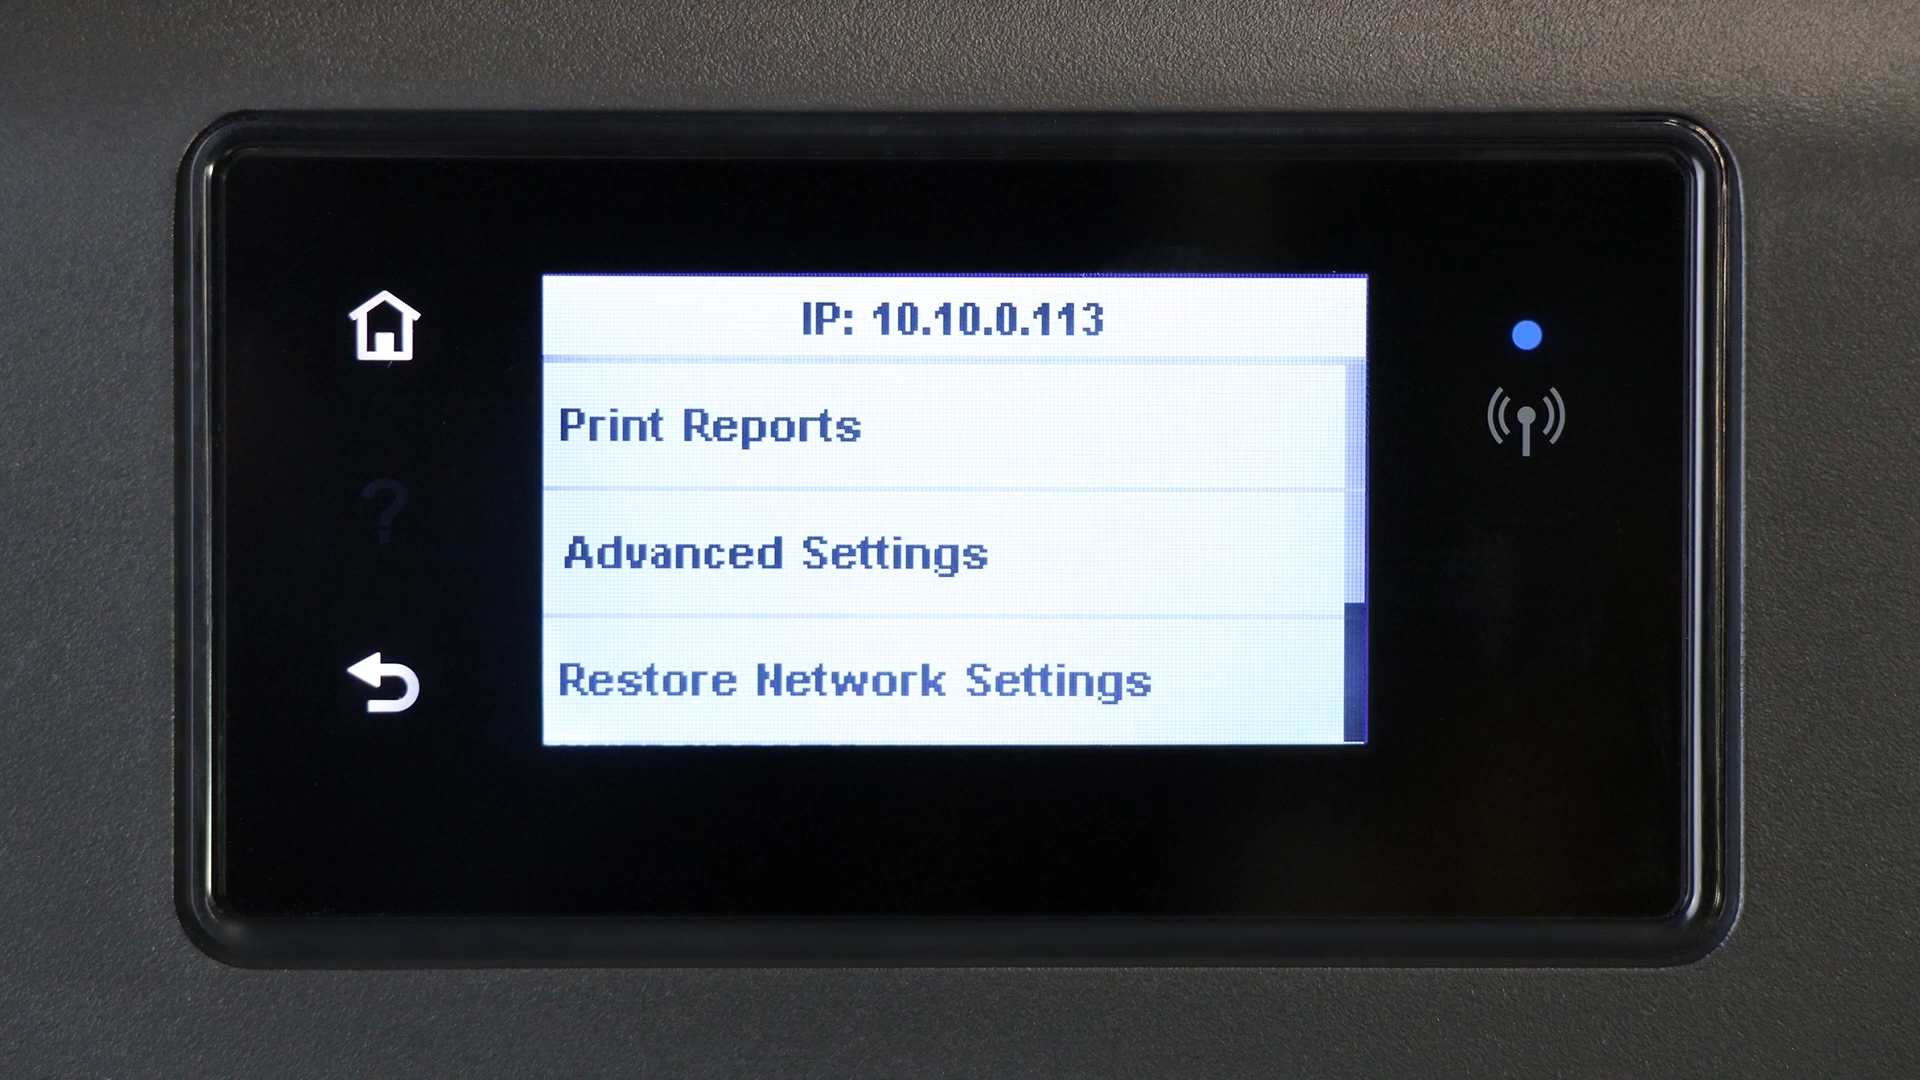 IP: 10.10.0.113
Print Reports
Advanced Settings
Restore Network Settings
?